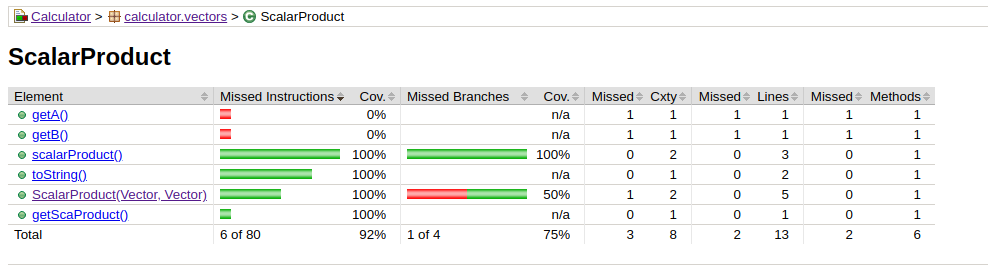 Calculator > calculator.vectors > ScalarProduct
ScalarProduct
Element Missed Instructions Cov. Missed Branches Cov. Missed Cxty Missed Lines Missed Methods
getA() 0% n/a 1 1 1 1 1 1
getB() 0% n/a 1 1 1 1 1 1
scalarProduct() 100% 100% 0 2 0 3 0 1
toString() 100% n/a 0 1 0 2 0 1
ScalarProduct(Vector, Vector) 100% 50% 1 2 0 5 0 1
getScaProduct() 100% n/a 0 1 0 1 0 1
Total 6 of 80 92% 1 of 4 75% 3 8 2 13 2 6